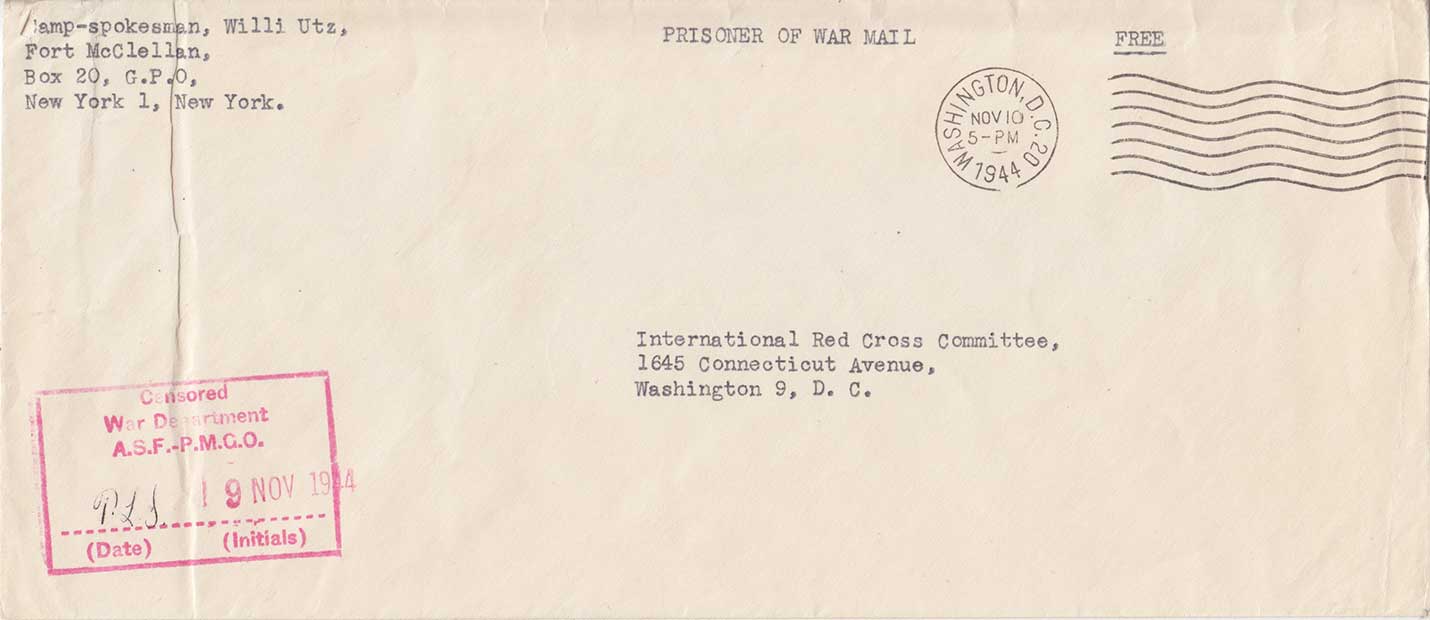 Camp-spokesman, Willi Utz,
Fort McClellan,
Box 20, G.P.O,
New York 1, New York.
PRISONER OF WAR MAIL
FREE
WASHINGTON, D.C. 20
NOV 10
5-PM
1944
International Red Cross Committee,
1645 Connecticut Avenue,
Washington 9, D. C.
Censored
War Department
A.S.F.-P.M.G.O.
9 NOV 1944
(Date) (Initials)